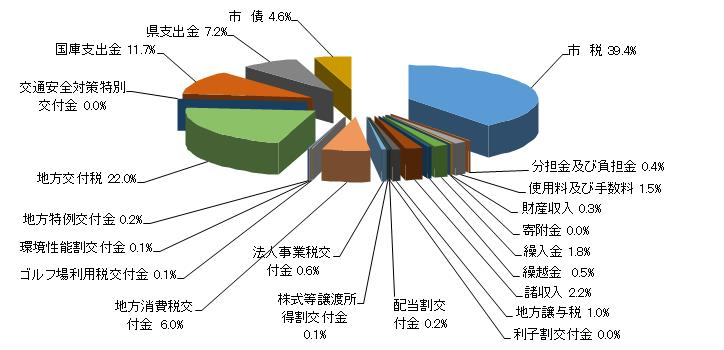 市　債 4.6%
県支出金 7.2%
国庫支出金 11.7%
交通安全対策特別
交付金 0.0%
地方交付税 22.0%
地方特例交付金 0.2%
環境性能割交付金 0.1%
ゴルフ場利用税交付金 0.1%
地方消費税交
付金 6.0%
法人事業税交
付金 0.6%
株式等譲渡所
得割交付金
0.1%
配当割交
付金 0.2%
市　税 39.4%
分担金及び負担金 0.4%
使用料及び手数料 1.5%
財産収入 0.3%
寄附金 0.0%
繰入金 1.8%
繰越金　0.5%
諸収入 2.2%
地方譲与税 1.0%
利子割交付金 0.0%